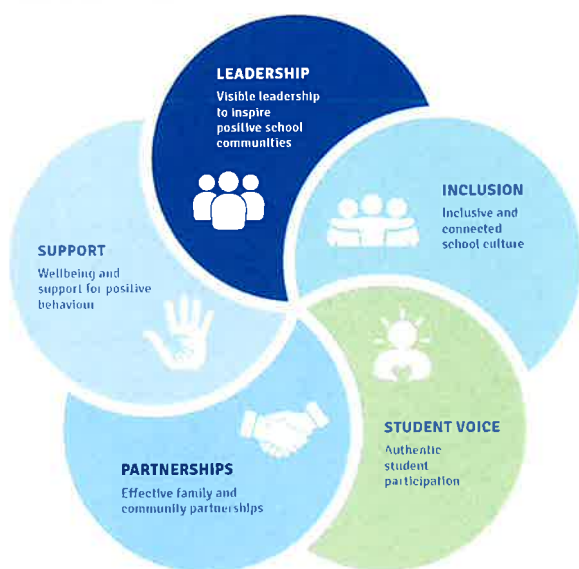 LEADERSHIP
Visible leadership
to inspire
positive school
communities
INCLUSION
Inclusive and
connected
school culture
STUDENT VOICE
Authentic
student
participation
PARTNERSHIPS
Effective family and
community partnerships
SUPPORT
Wellbeing and
support for positive
behaviour